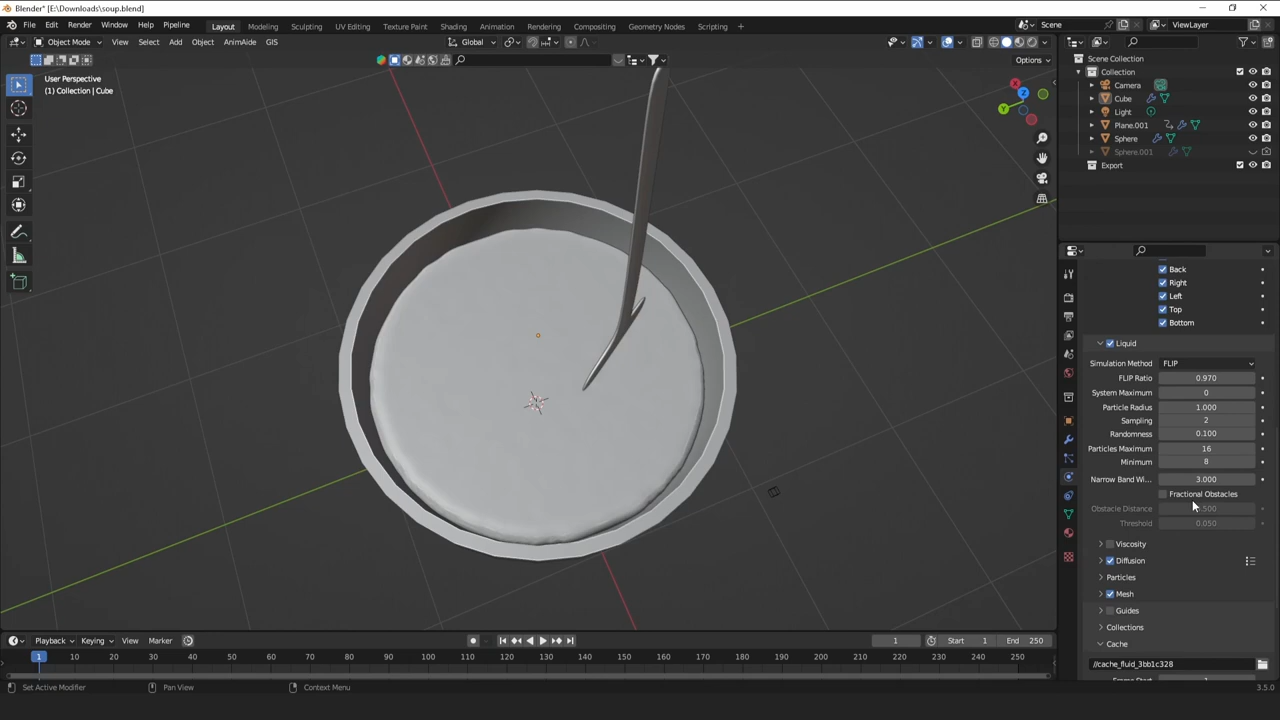 Blender* [E:\Downloads\soup.blend]
File Edit Render Window Help Pipeline Layout Modeling Sculpting UV Editing Texture Paint Shading Animation Rendering Compositing Geometry Nodes Scripting + Scene ViewLayer
Object Mode View Select Add Object AnimAide GIS Global
Options
User Perspective
(1) Collection | Cube
X
Y
Z
Scene Collection
Collection
Camera
Cube
Light
Plane.001
Sphere
Sphere.001
Export
Back
Right
Left
Top
Bottom
Liquid
Simulation Method FLIP
FLIP Ratio 0.970
System Maximum 0
Particle Radius 1.000
Sampling 2
Randomness 0.100
Particles Maximum 16
Minimum 8
Narrow Band Wi... 3.000
Fractional Obstacles
Obstacle Distance 0.500
Threshold 0.050
Viscosity
Diffusion
Particles
Mesh
Guides
Collections
Cache
//cache_fluid_3bb1c328
Playback Keying View Marker 1 Start 1 End 250
1 10 20 30 40 50 60 70 80 90 100 110 120 130 140 150 160 170 180 190 200 210 220 230 240 250
Set Active Modifier Pan View Context Menu 3.5.0